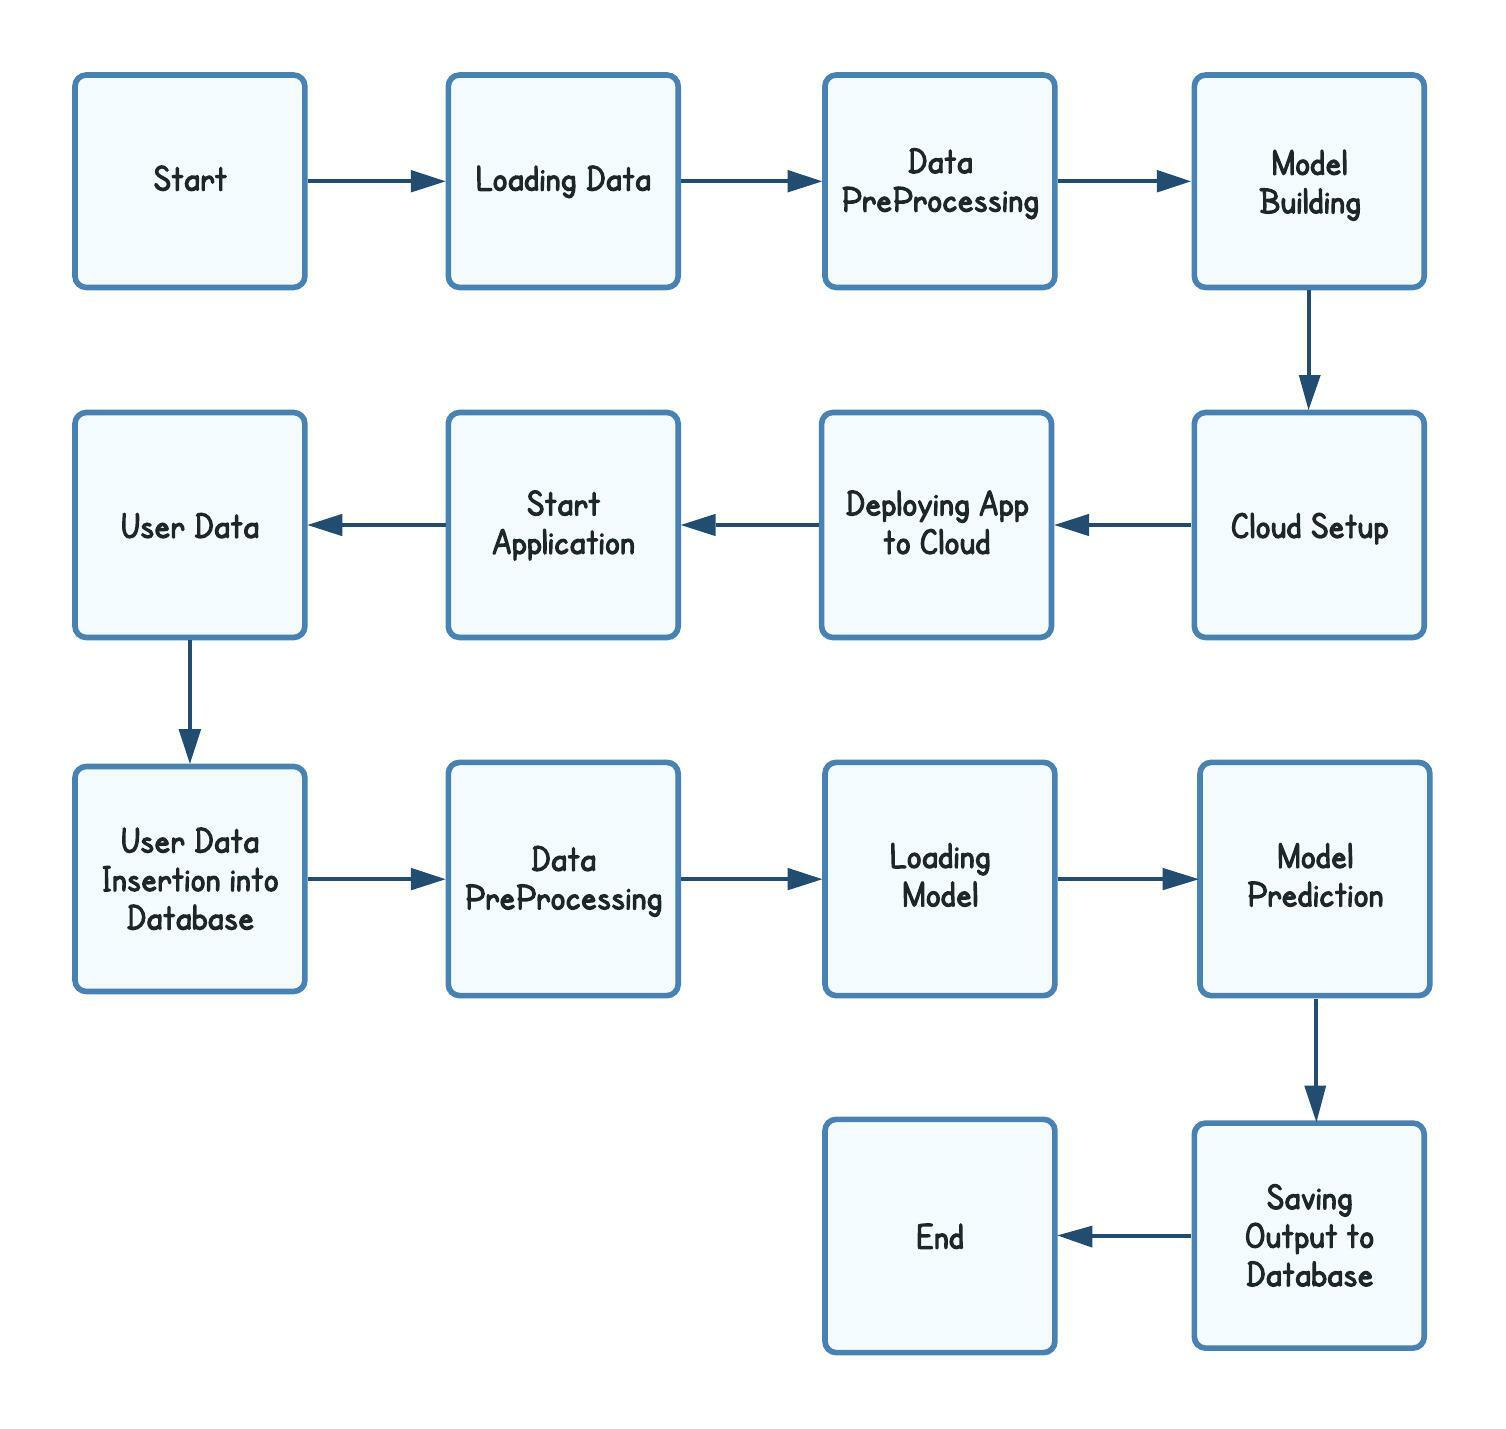 Start
Loading Data
Data
PreProcessing
Model
Building
User Data
Start
Application
Deploying App
to Cloud
Cloud Setup
User Data
Insertion into
Database
Data
PreProcessing
Loading
Model
Model
Prediction
End
Saving
Output to
Database